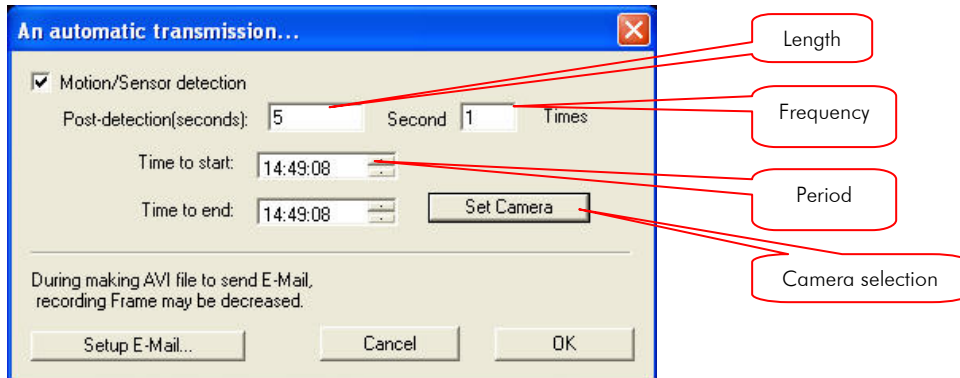 An automatic transmission...
Length
Motion/Sensor detection
Post-detection(seconds): 5 Second 1 Times
Frequency
Time to start: 14:49:08
Period
Time to end: 14:49:08 Set Camera
Camera selection
During making AVI file to send E-Mail,
recording Frame may be decreased.
Setup E-Mail... Cancel OK